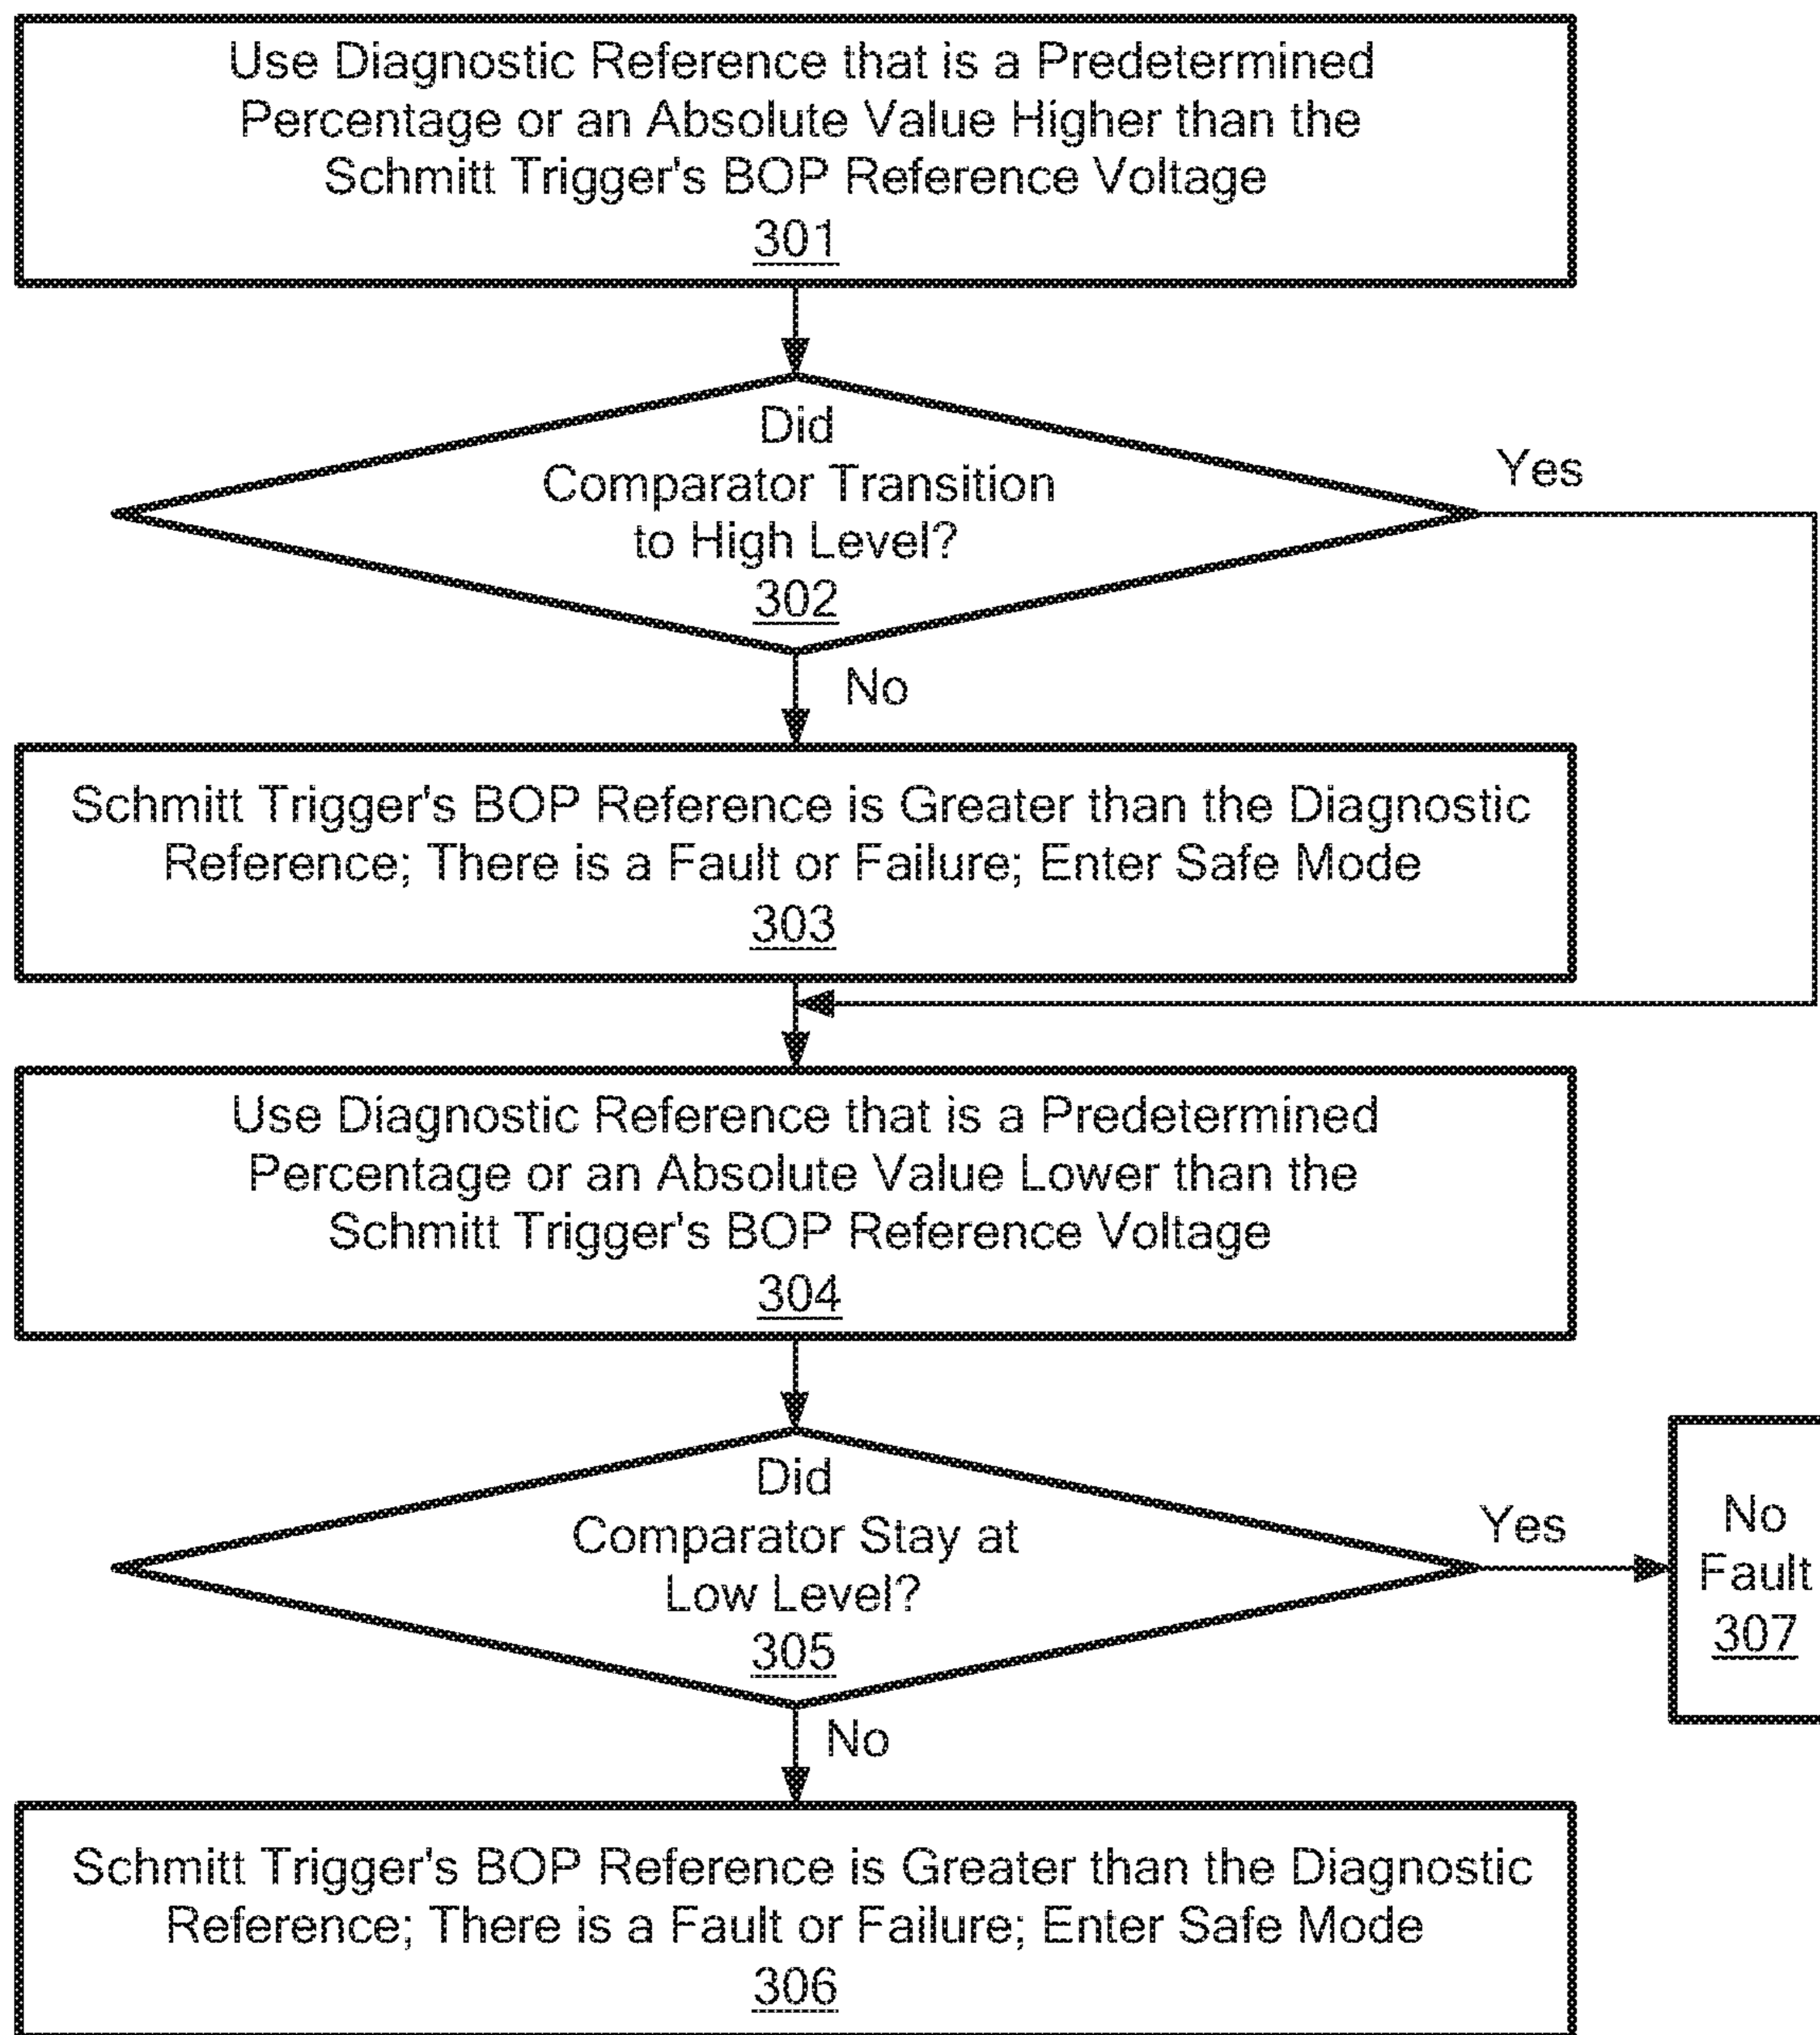 Use Diagnostic Reference that is a Predetermined
Percentage or an Absolute Value Higher than the
Schmitt Trigger's BOP Reference Voltage
301
Did
Comparator Transition
to High Level?
302
Yes
No
Schmitt Trigger's BOP Reference is Greater than the Diagnostic
Reference; There is a Fault or Failure; Enter Safe Mode
303
Use Diagnostic Reference that is a Predetermined
Percentage or an Absolute Value Lower than the
Schmitt Trigger's BOP Reference Voltage
304
Did
Comparator Stay at
Low Level?
305
Yes
No
Fault
307
No
Schmitt Trigger's BOP Reference is Greater than the Diagnostic
Reference; There is a Fault or Failure; Enter Safe Mode
306